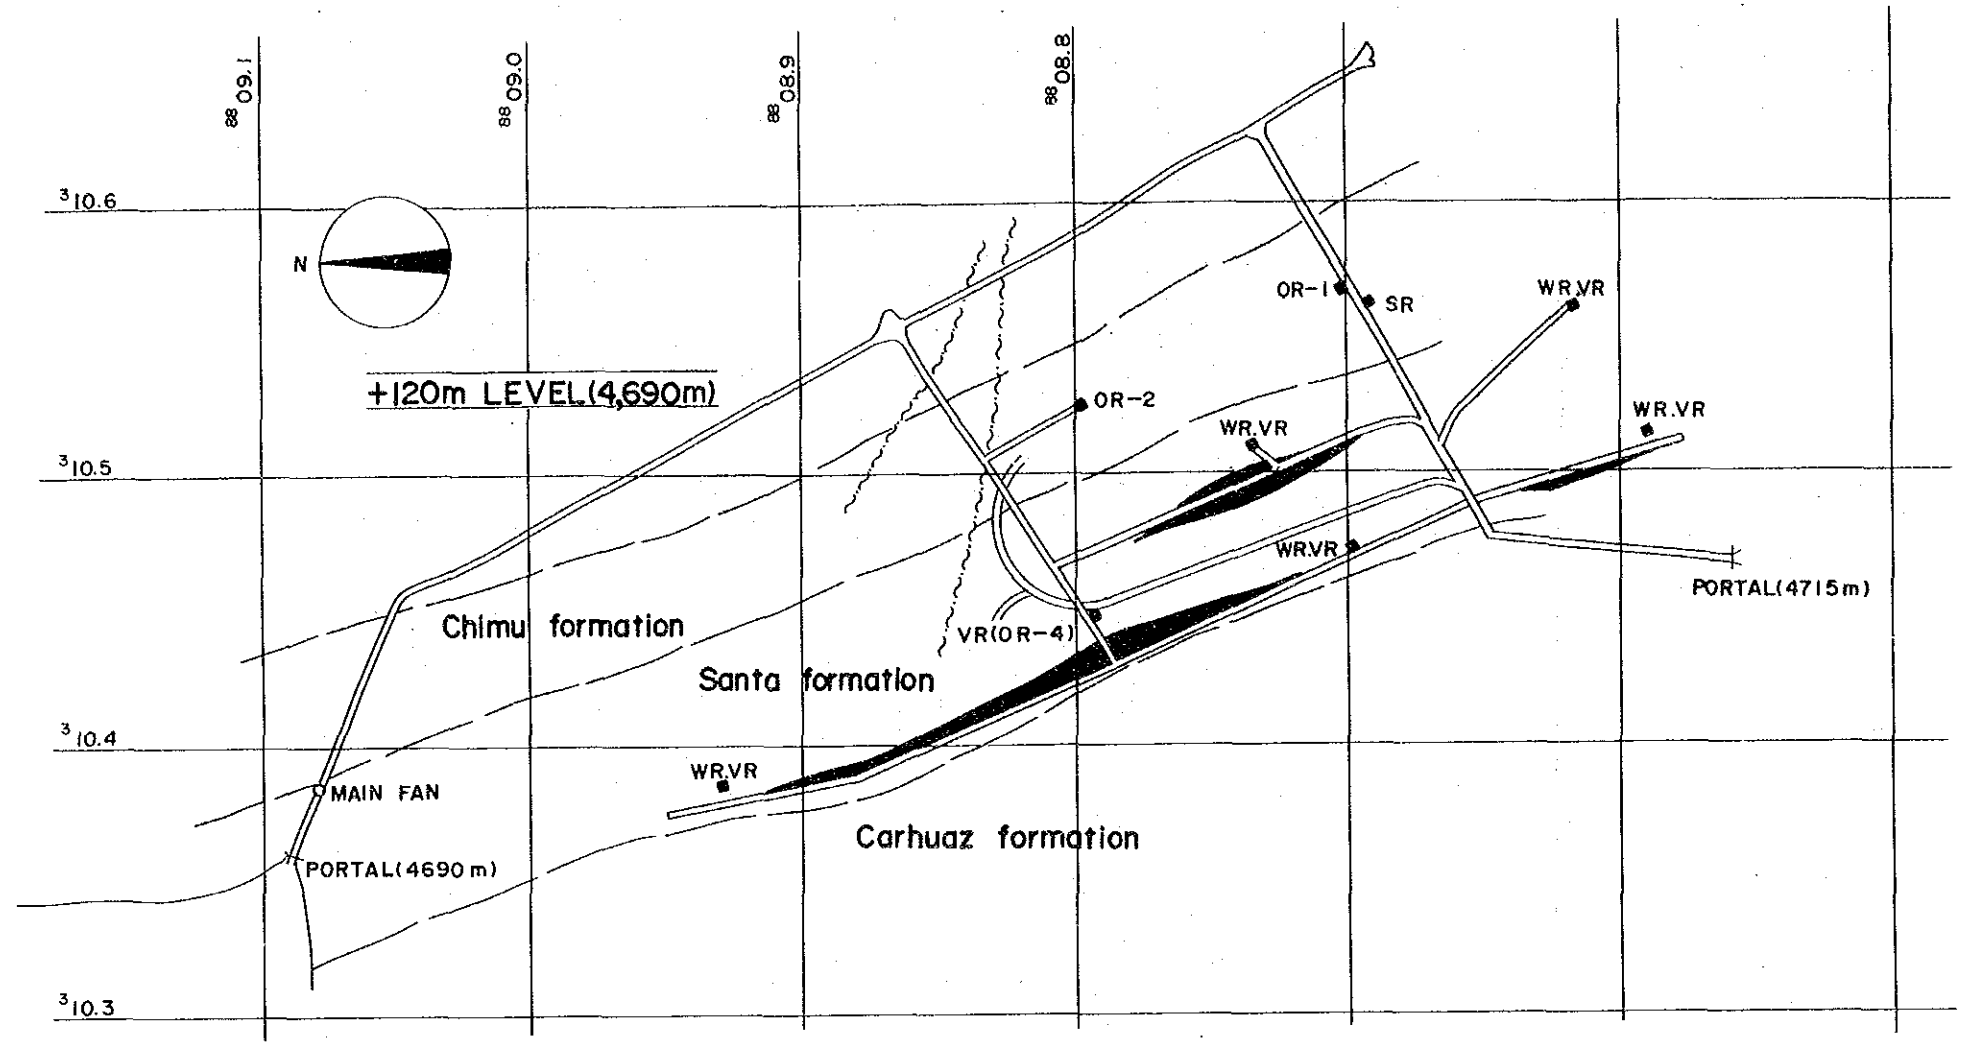 88 09.1
88 09.0
88 08.9
88 08.8
3 10.6
N
OR-1
SR
WR.VR
+120m LEVEL(4,690m)
OR-2
WR.VR
WR.VR
3 10.5
WR.VR
PORTAL(4715m)
Chimu formation
VR(OR-4)
Santa formation
3 10.4
WR.VR
MAIN FAN
Carhuaz formation
PORTAL(4690m)
3 10.3